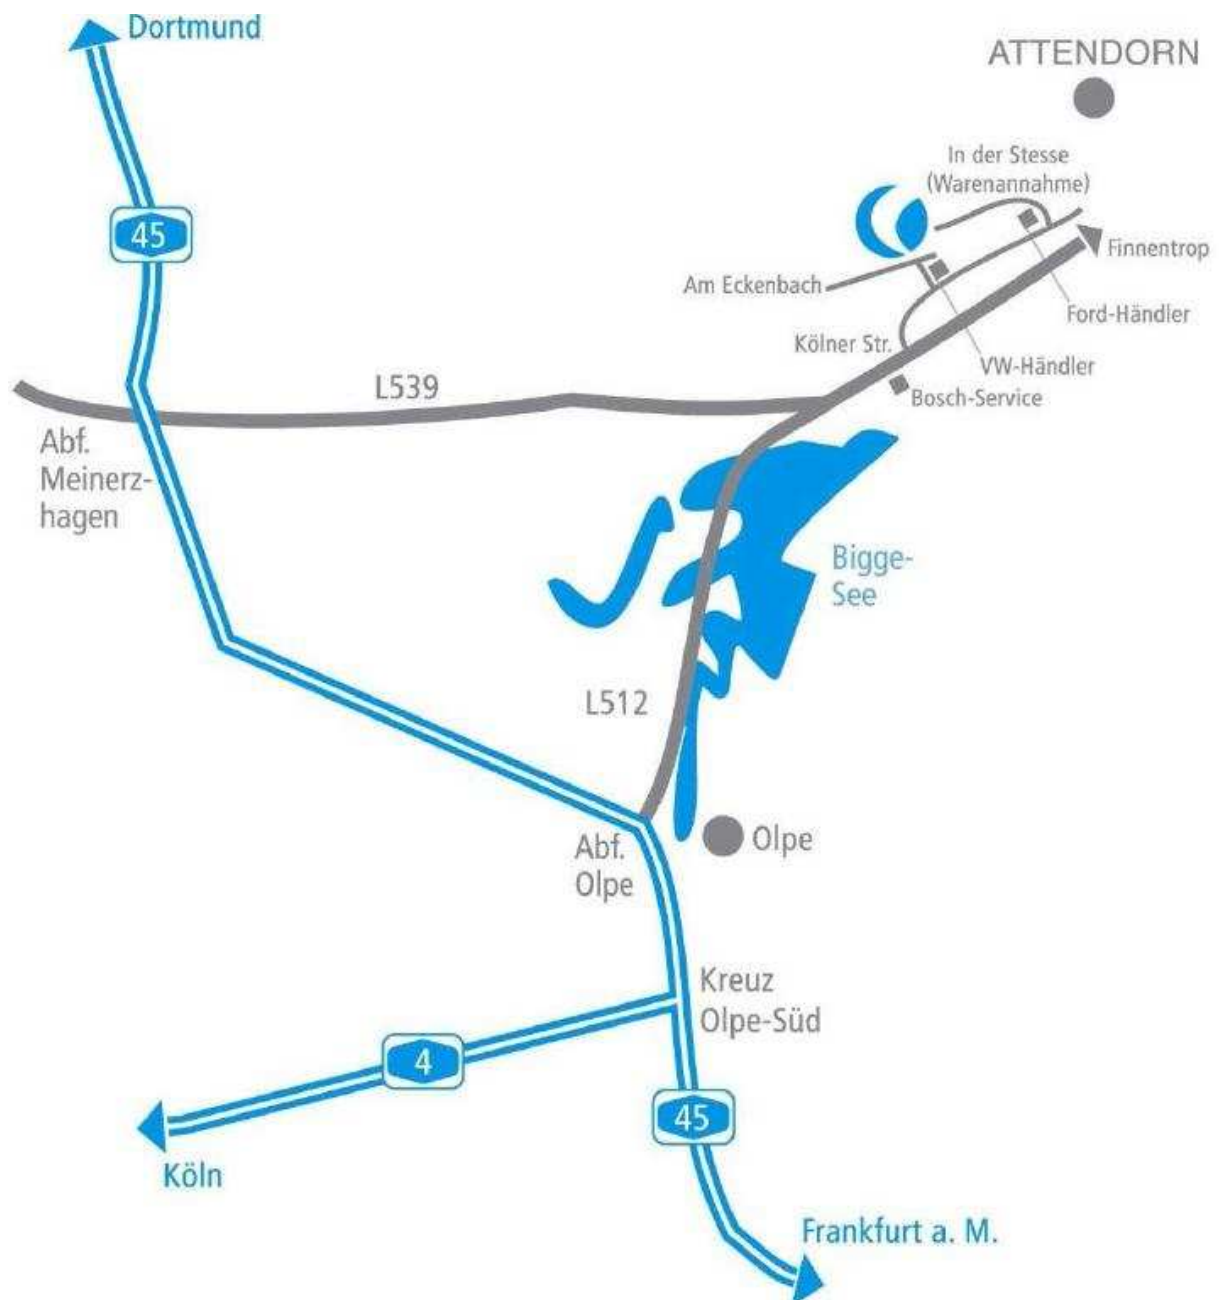 Dortmund
ATTENDORN
In der Stesse
(Warenannahme)
45
Finnentrop
Am Eckenbach
Ford-Händler
Kölner Str.
VW-Händler
L539
Bosch-Service
Abf.
Meinerz-
hagen
Bigge-
See
L512
Olpe
Abf.
Olpe
Kreuz
Olpe-Süd
4
45
Köln
Frankfurt a. M.